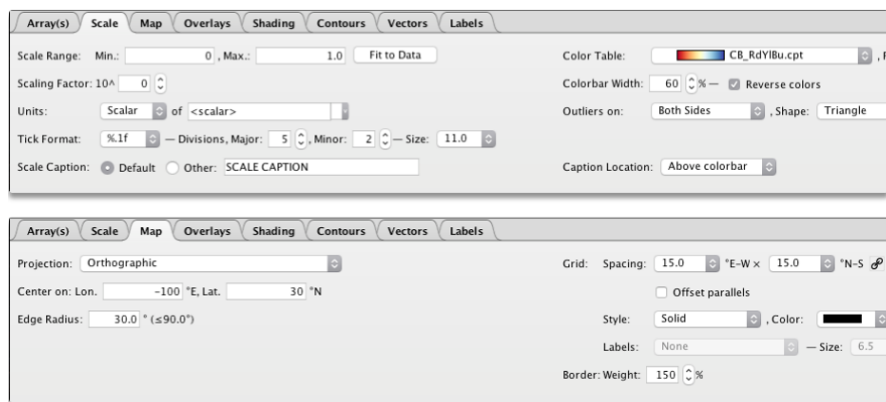 Array(s) Scale Map Overlays Shading Contours Vectors Labels
Scale Range: Min.: 0 , Max.: 1.0 Fit to Data Color Table: CB_RdYlBu.cpt , F
Scaling Factor: 10^ 0 Colorbar Width: 60 % — Reverse colors
Units: Scalar of <scalar> Outliers on: Both Sides , Shape: Triangle
Tick Format: %.1f — Divisions, Major: 5 , Minor: 2 — Size: 11.0
Scale Caption: Default Other: SCALE CAPTION Caption Location: Above colorbar
Array(s) Scale Map Overlays Shading Contours Vectors Labels
Projection: Orthographic Grid: Spacing: 15.0 °E-W × 15.0 °N-S
Center on: Lon. -100 °E, Lat. 30 °N Offset parallels
Edge Radius: 30.0 ° (≤90.0°) Style: Solid , Color:
Labels: None — Size: 6.5
Border: Weight: 150 %